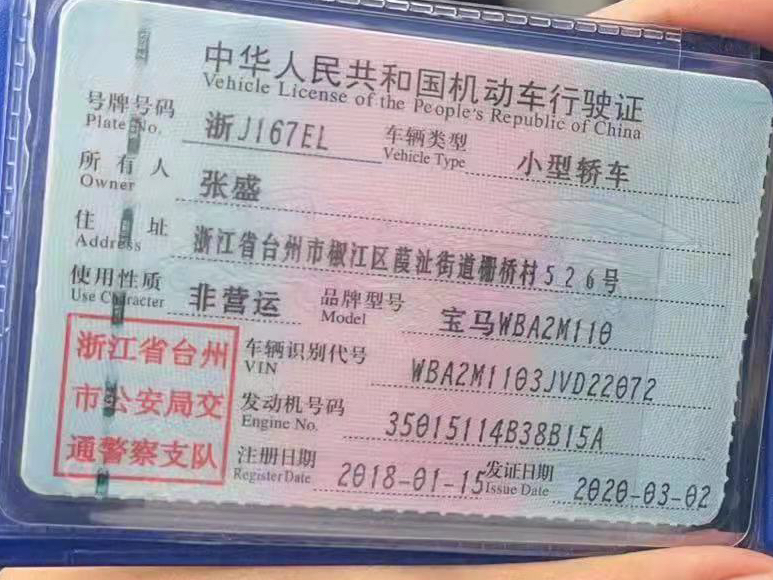 中华人民共和国机动车行驶证
Vehicle License of the People's Republic of China
号牌号码 浙J167EL 车辆类型 小型轿车
Plate No. Vehicle Type
所有人 张盛
Owner
住址 浙江省台州市椒江区葭沚街道栅桥村526号
Address
使用性质 非营运 品牌型号 宝马WBA2M110
Use Character Model
浙江省台州
市公安局交
通警察支队
车辆识别代号 WBA2M1103JVD22072
VIN
发动机号码 35015114B38B15A
Engine No.
注册日期 2018-01-15 发证日期 2020-03-02
Register Date Issue Date